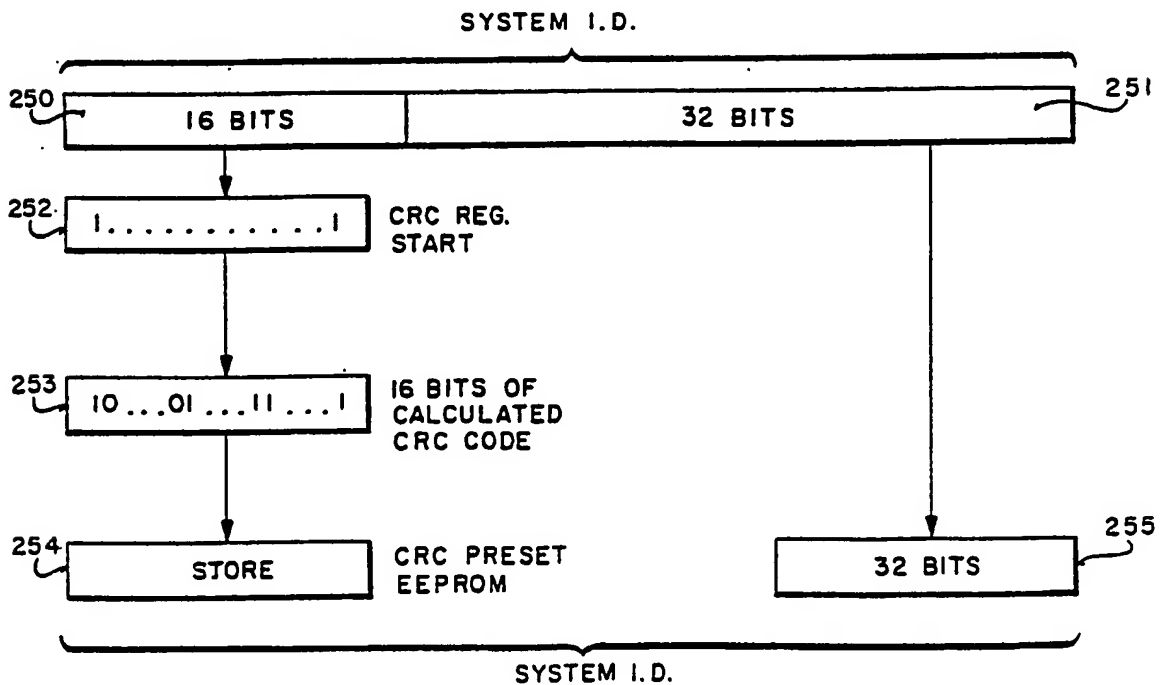 SYSTEM I.D.
250 16 BITS 32 BITS 251
252 1............1 CRC REG.
START
253 10...01...11...1 16 BITS OF
CALCULATED
CRC CODE
254 STORE CRC PRESET
EEPROM
32 BITS 255
SYSTEM I.D.